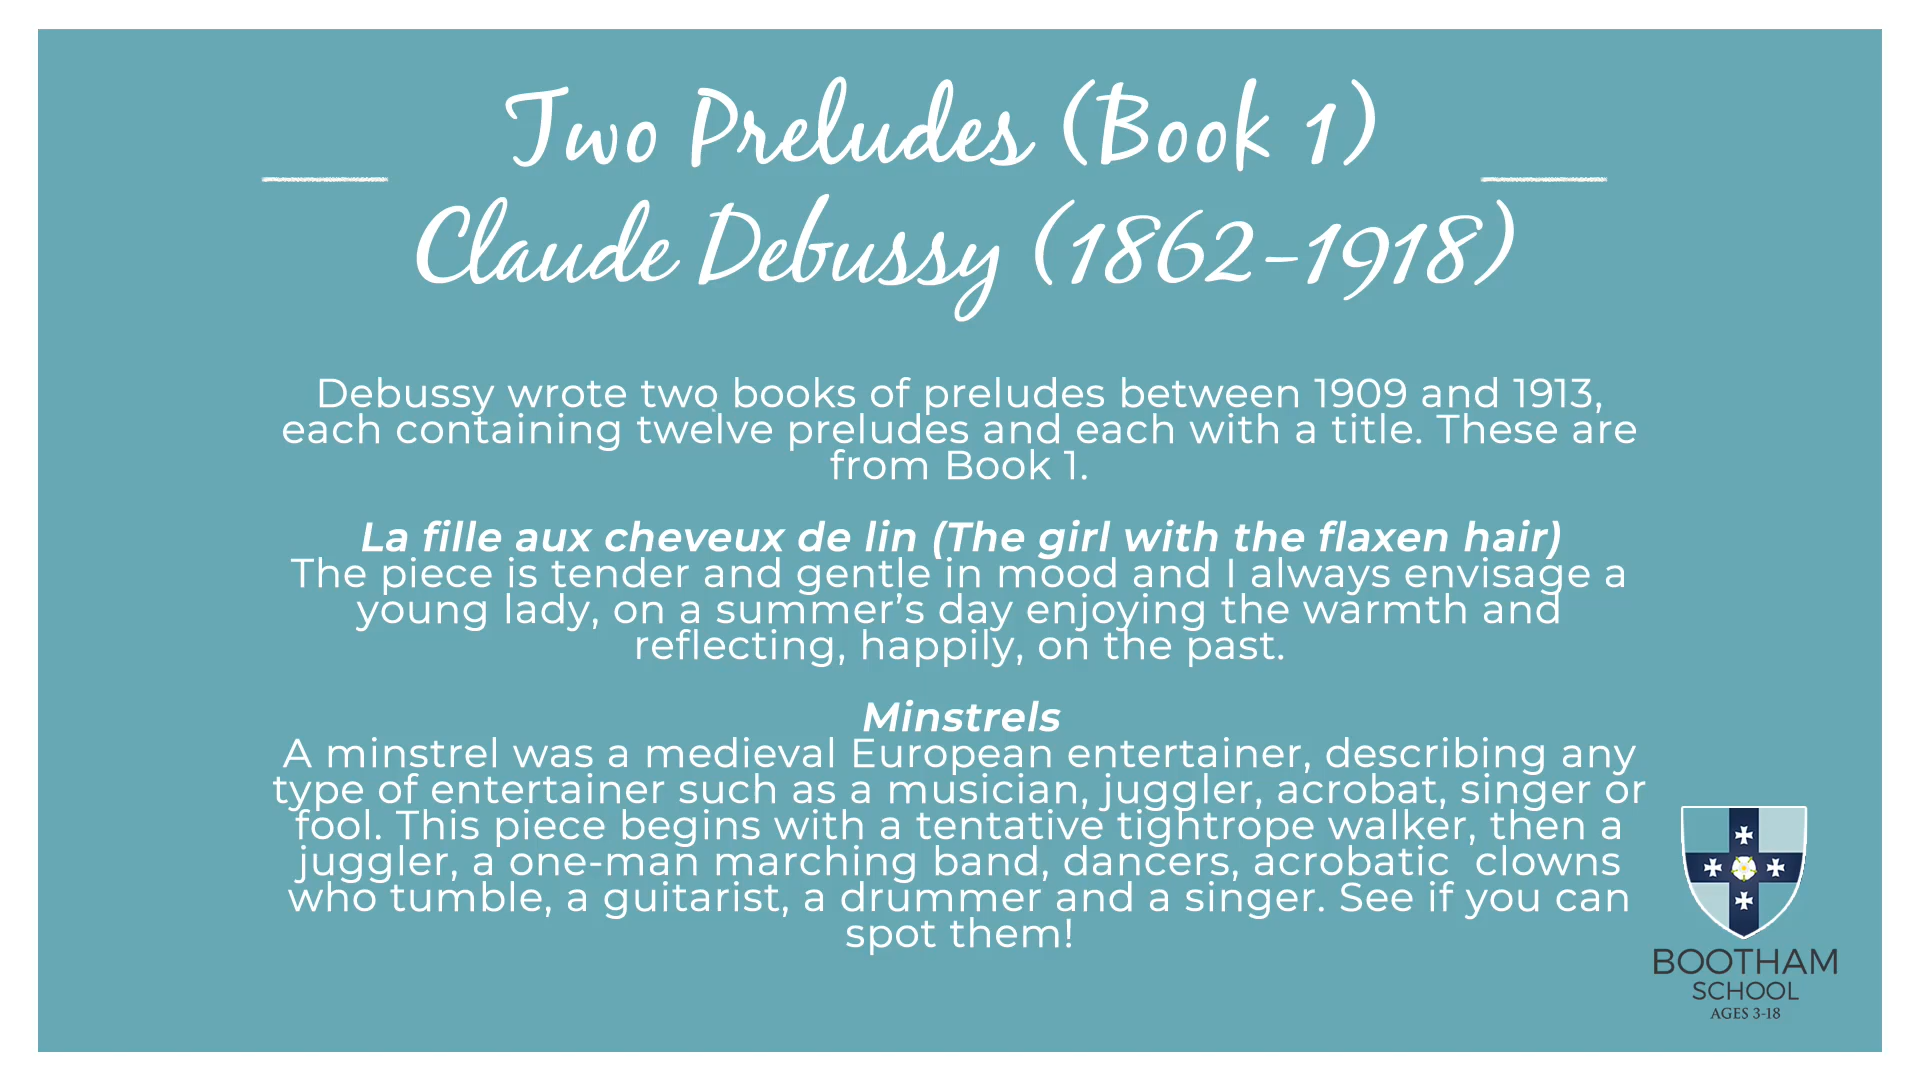 Two Preludes (Book 1)
Claude Debussy (1862-1918)
Debussy wrote two books of preludes between 1909 and 1913,
each containing twelve preludes and each with a title. These are
from Book 1.
La fille aux cheveux de lin (The girl with the flaxen hair)
The piece is tender and gentle in mood and I always envisage a
young lady, on a summer’s day enjoying the warmth and
reflecting, happily, on the past.
Minstrels
A minstrel was a medieval European entertainer, describing any
type of entertainer such as a musician, juggler, acrobat, singer or
fool. This piece begins with a tentative tightrope walker, then a
juggler, a one-man marching band, dancers, acrobatic  clowns
who tumble, a guitarist, a drummer and a singer. See if you can
spot them!
BOOTHAM
SCHOOL
AGES 3-18